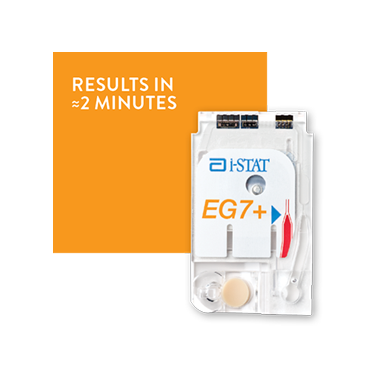 RESULTS IN
≈2 MINUTES
i-STAT
EG7+